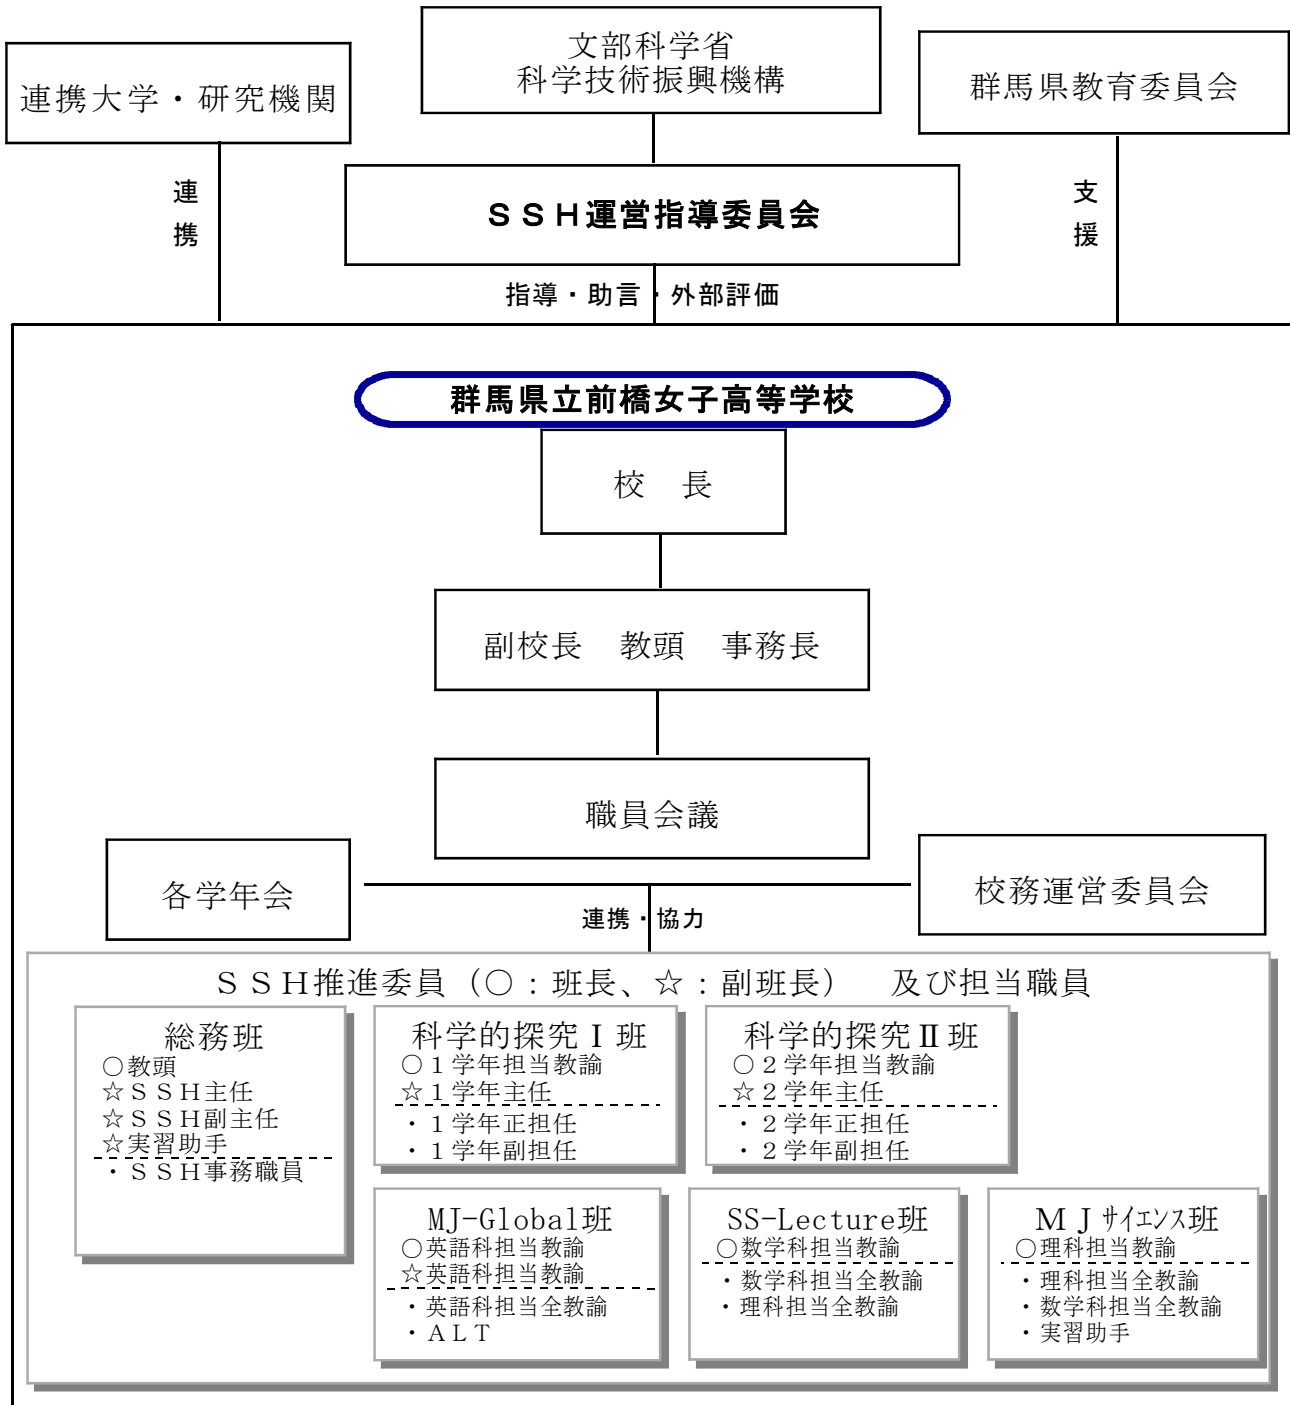 文部科学省
科学技術振興機構
連携大学・研究機関
群馬県教育委員会
連携
支援
ＳＳＨ運営指導委員会
指導・助言・外部評価
群馬県立前橋女子高等学校
校　長
副校長　教頭　事務長
職員会議
各学年会
校務運営委員会
連携・協力
ＳＳＨ推進委員（○：班長、☆：副班長）　及び担当職員
総務班
○教頭
☆ＳＳＨ主任
☆ＳＳＨ副主任
☆実習助手
・ＳＳＨ事務職員
科学的探究Ⅰ班
○１学年担当教諭
☆１学年主任
・１学年正担任
・１学年副担任
科学的探究Ⅱ班
○２学年担当教諭
☆２学年主任
・２学年正担任
・２学年副担任
MJ-Global班
○英語科担当教諭
☆英語科担当教諭
・英語科担当全教諭
・ＡＬＴ
SS-Lecture班
○数学科担当教諭
・数学科担当全教諭
・理科担当全教諭
ＭＪｻｲｴﾝｽ班
○理科担当教諭
・理科担当全教諭
・数学科担当全教諭
・実習助手